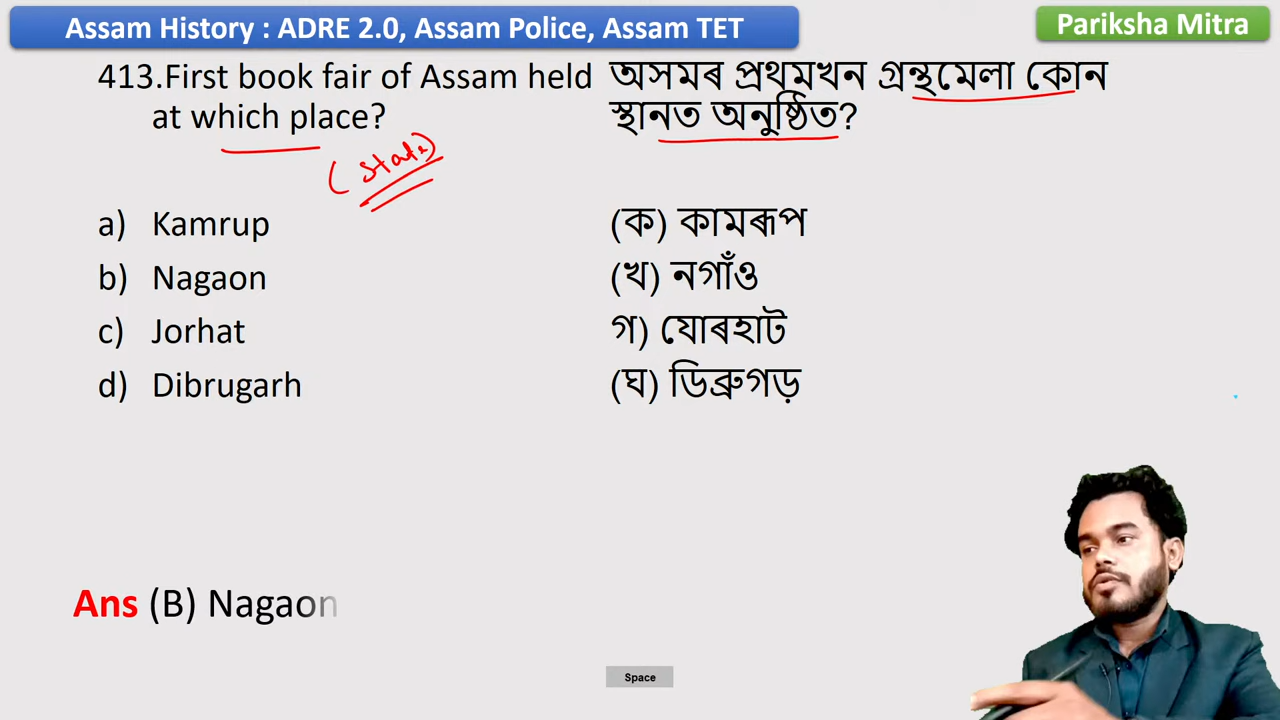 Assam History : ADRE 2.0, Assam Police, Assam TET
Pariksha Mitra
413.First book fair of Assam held
at which place?
(State)
অসমৰ প্ৰথমখন গ্ৰন্থমেলা কোন
স্থানত অনুষ্ঠিত?
a) Kamrup
b) Nagaon
c) Jorhat
d) Dibrugarh
(ক) কামৰূপ
(খ) নগাঁও
গ) যোৰহাট
(ঘ) ডিব্ৰুগড়
Ans (B) Nagaon
Space